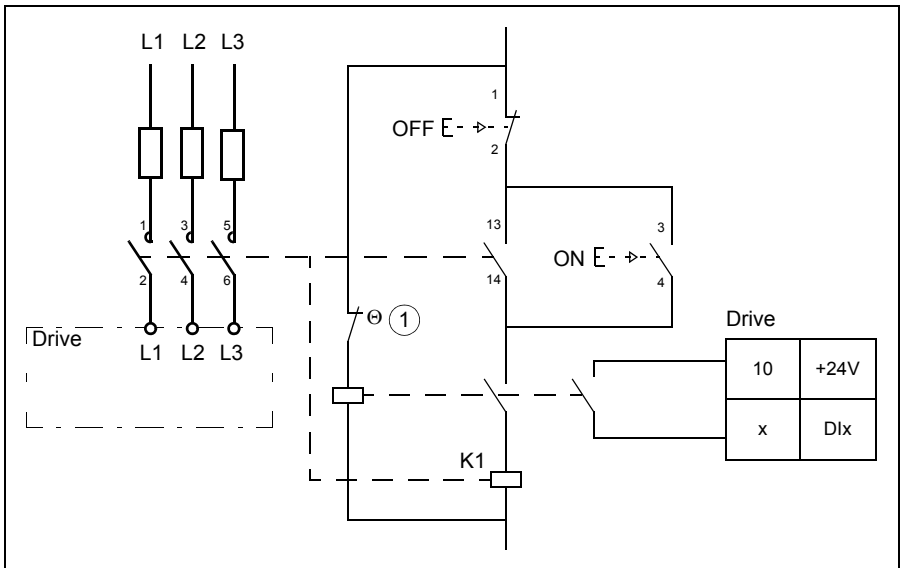 L1 L2 L3
1
OFF
2
13
3
1 3 5
ON
2 4 6
14
4
Θ 1
Drive
Drive
L1 L2 L3
10 +24V
x DIx
K1